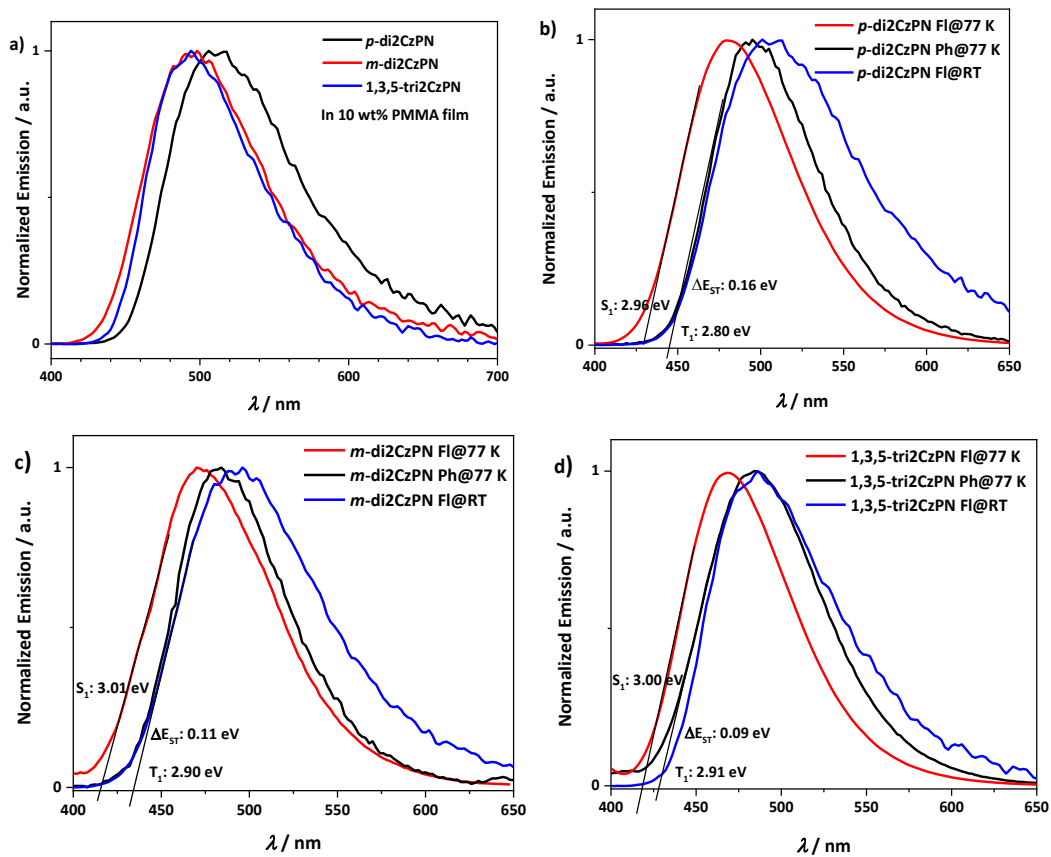 a)
p-di2CzPN
m-di2CzPN
1,3,5-tri2CzPN
In 10 wt% PMMA film
Normalized Emission / a.u.
1
0
400
500
600
700
λ / nm
b)
p-di2CzPN Fl@77 K
p-di2CzPN Ph@77 K
p-di2CzPN Fl@RT
Normalized Emission / a.u.
1
0
ΔEST: 0.16 eV
S1: 2.96 eV
T1: 2.80 eV
400
450
500
550
600
650
λ / nm
c)
m-di2CzPN Fl@77 K
m-di2CzPN Ph@77 K
m-di2CzPN Fl@RT
Normalized Emission / a.u.
1
0
S1: 3.01 eV
ΔEST: 0.11 eV
T1: 2.90 eV
400
450
500
550
600
650
λ / nm
d)
1,3,5-tri2CzPN Fl@77 K
1,3,5-tri2CzPN Ph@77 K
1,3,5-tri2CzPN Fl@RT
Normalized Emission / a.u.
1
0
S1: 3.00 eV
ΔEST: 0.09 eV
T1: 2.91 eV
400
450
500
550
600
650
λ / nm